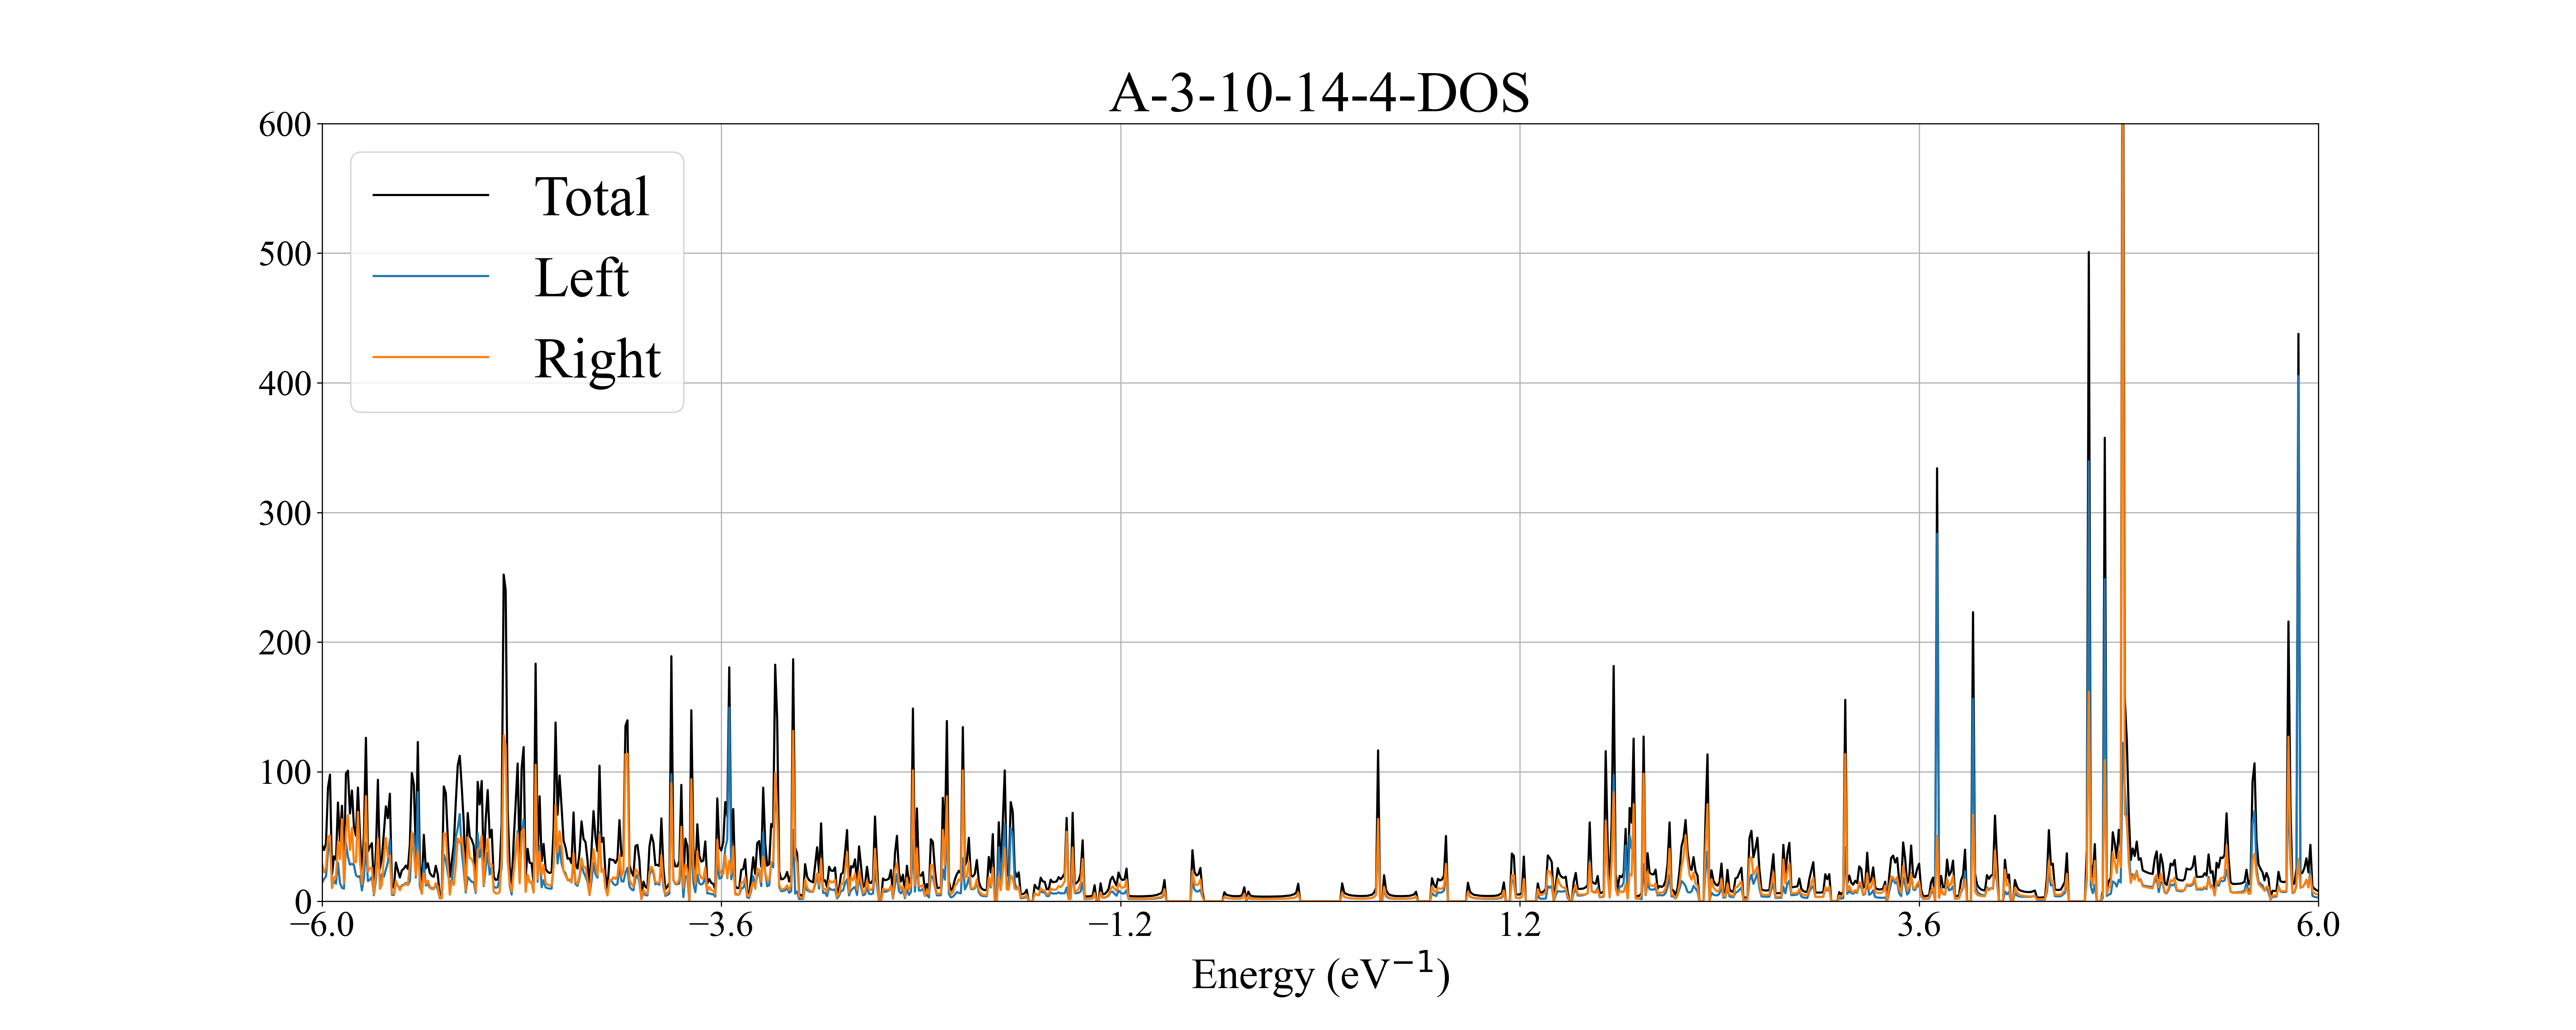 A-3-10-14-4-DOS
600
500
400
300
200
100
0
Total
Left
Right
−6.0 −3.6 −1.2 1.2 3.6 6.0
Energy (eV⁻¹)